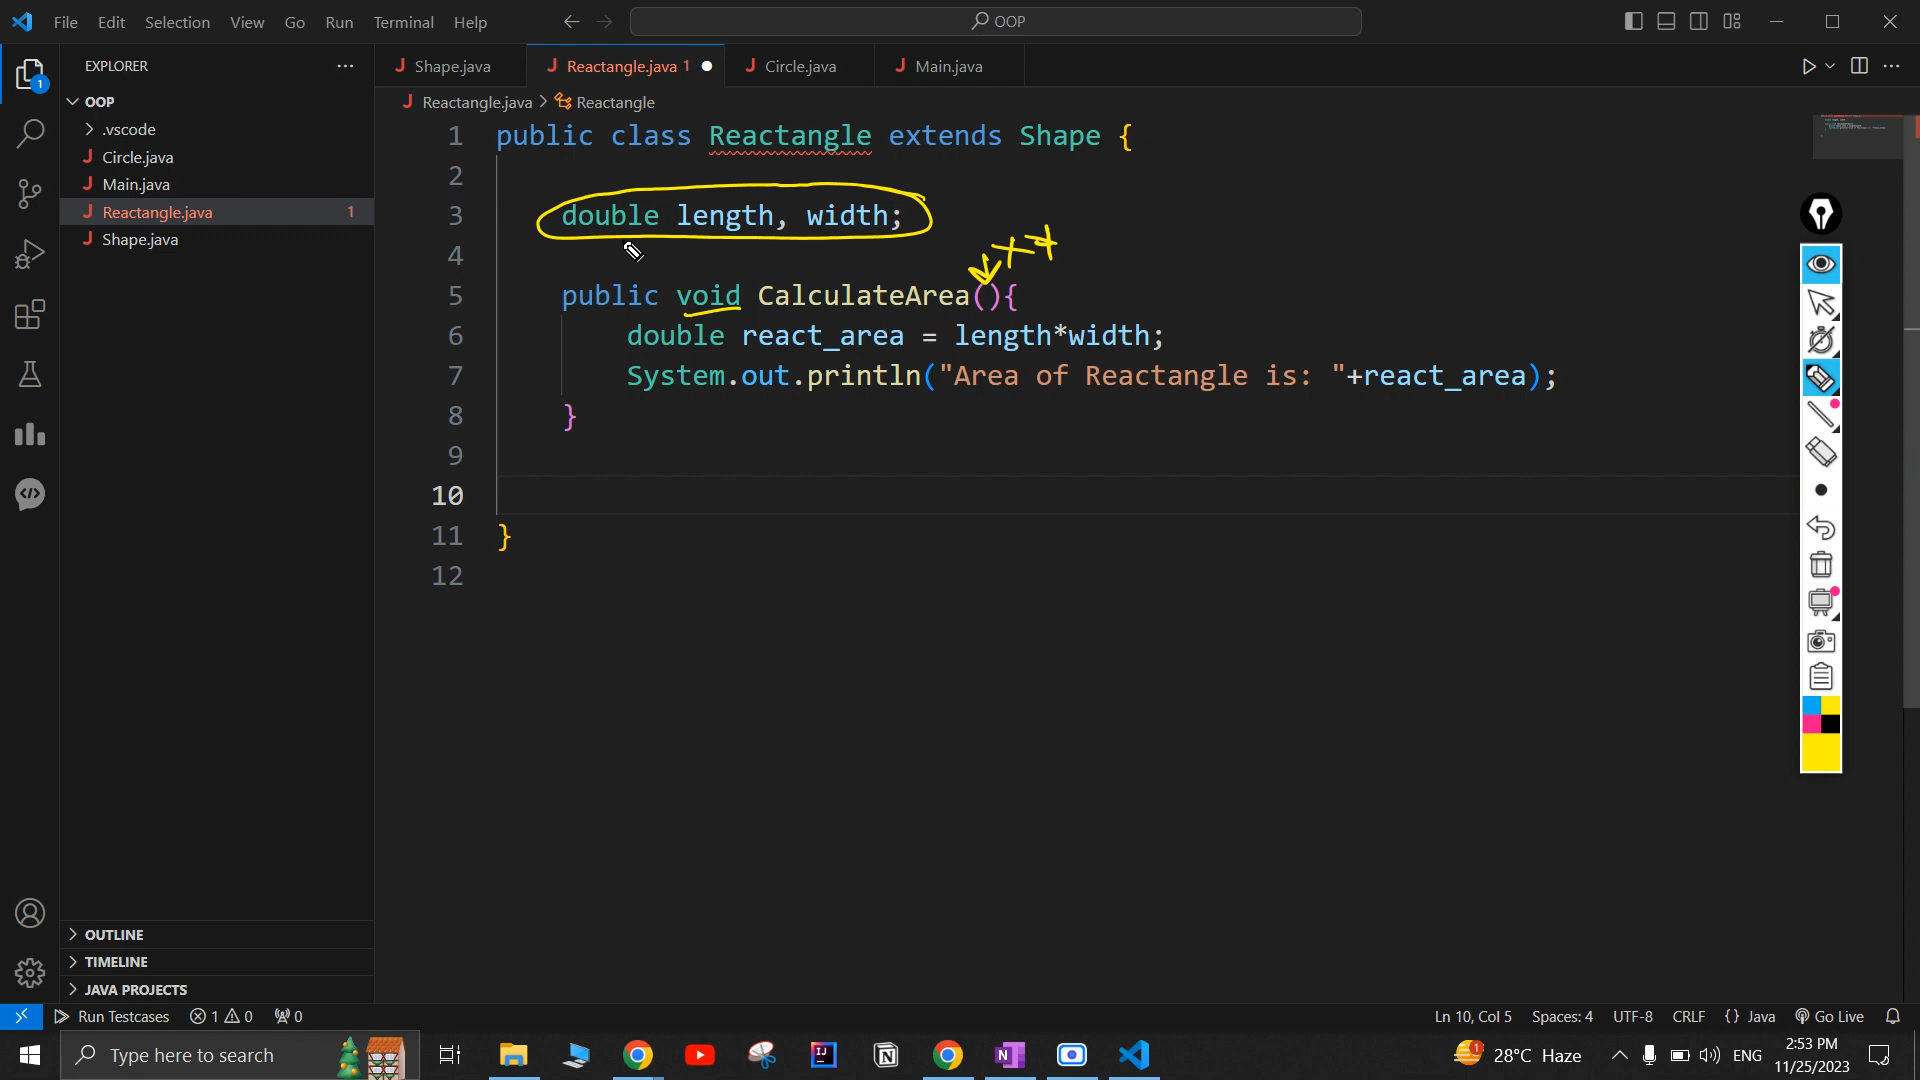 File Edit Selection View Go Run Terminal Help
OOP
EXPLORER
Shape.java
Reactangle.java 1
Circle.java
Main.java
OOP
Reactangle.java > Reactangle
.vscode
Circle.java
Main.java
Reactangle.java 1
Shape.java
1 public class Reactangle extends Shape {
2
3 double length, width;
4
5 public void CalculateArea(){
6 double react_area = length*width;
7 System.out.println("Area of Reactangle is: "+react_area);
8 }
9
10
11 }
12
OUTLINE
TIMELINE
JAVA PROJECTS
Run Testcases 1 0 0
Ln 10, Col 5 Spaces: 4 UTF-8 CRLF {} Java Go Live
Type here to search
28°C Haze
ENG
2:53 PM
11/25/2023